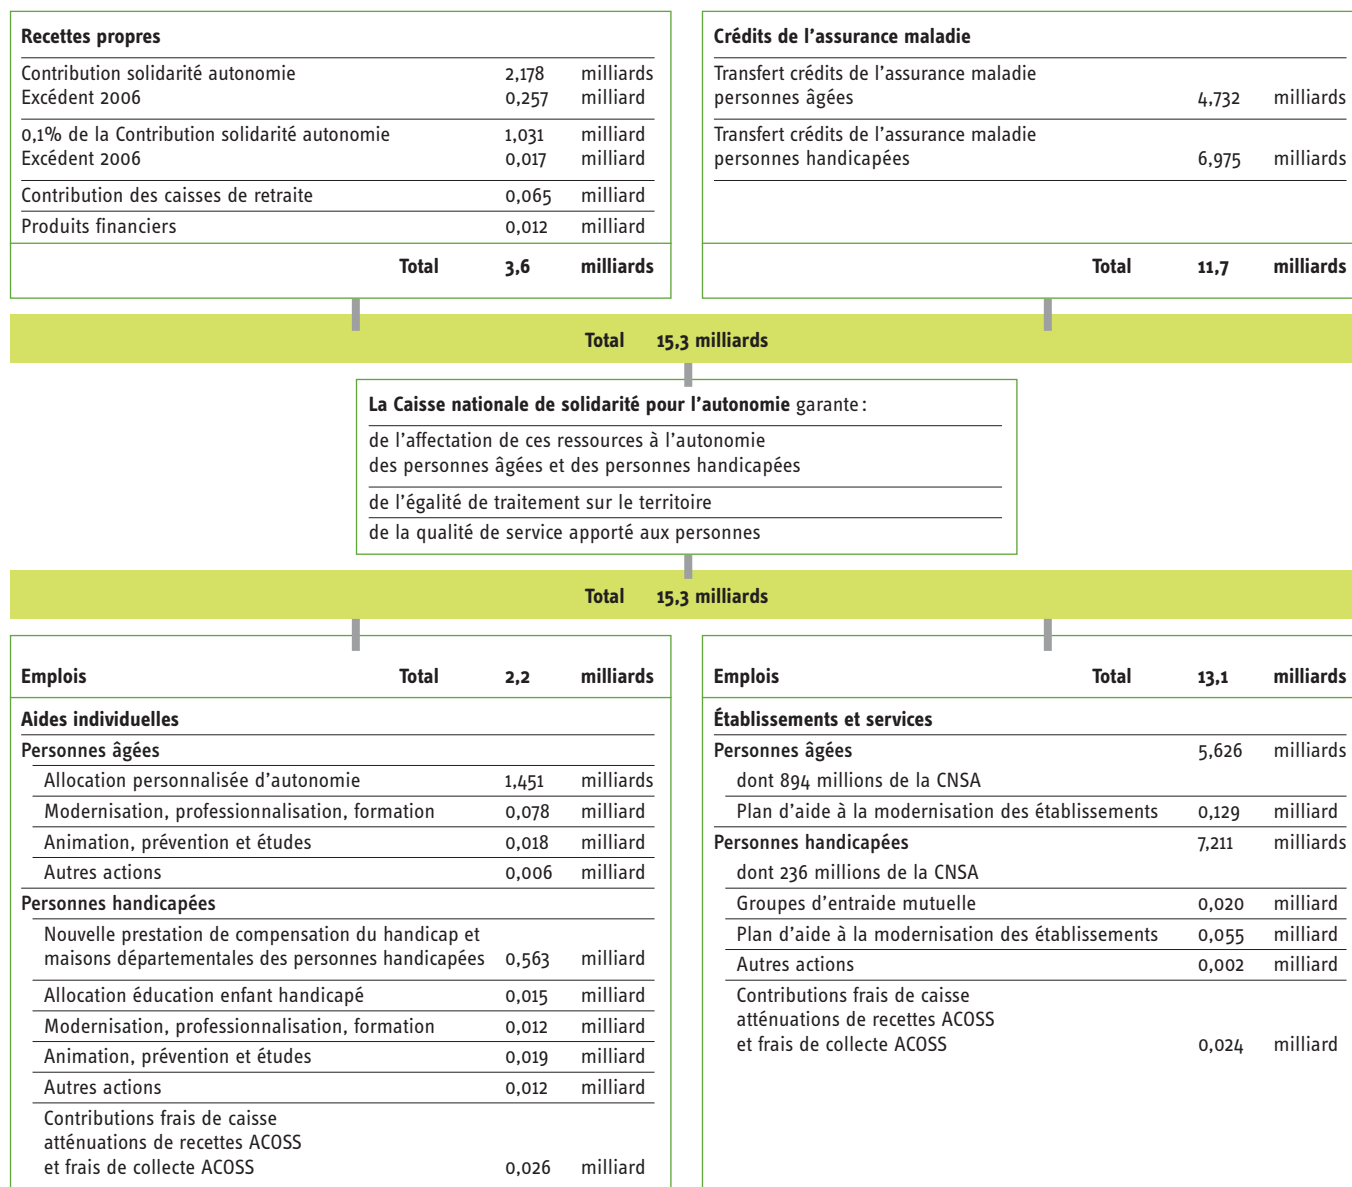 Recettes propres
Contribution solidarité autonomie 2,178 milliards
Excédent 2006 0,257 milliard
0,1% de la Contribution solidarité autonomie 1,031 milliard
Excédent 2006 0,017 milliard
Contribution des caisses de retraite 0,065 milliard
Produits financiers 0,012 milliard
Total 3,6 milliards
Crédits de l'assurance maladie
Transfert crédits de l'assurance maladie
personnes âgées 4,732 milliards
Transfert crédits de l'assurance maladie
personnes handicapées 6,975 milliards
Total 11,7 milliards
Total 15,3 milliards
La Caisse nationale de solidarité pour l'autonomie garante :
de l'affectation de ces ressources à l'autonomie
des personnes âgées et des personnes handicapées
de l'égalité de traitement sur le territoire
de la qualité de service apporté aux personnes
Total 15,3 milliards
Emplois Total 2,2 milliards
Aides individuelles
Personnes âgées
Allocation personnalisée d'autonomie 1,451 milliards
Modernisation, professionnalisation, formation 0,078 milliard
Animation, prévention et études 0,018 milliard
Autres actions 0,006 milliard
Personnes handicapées
Nouvelle prestation de compensation du handicap et
maisons départementales des personnes handicapées 0,563 milliard
Allocation éducation enfant handicapé 0,015 milliard
Modernisation, professionnalisation, formation 0,012 milliard
Animation, prévention et études 0,019 milliard
Autres actions 0,012 milliard
Contributions frais de caisse
atténuations de recettes ACOSS
et frais de collecte ACOSS 0,026 milliard
Emplois Total 13,1 milliards
Établissements et services
Personnes âgées 5,626 milliards
dont 894 millions de la CNSA
Plan d'aide à la modernisation des établissements 0,129 milliard
Personnes handicapées 7,211 milliards
dont 236 millions de la CNSA
Groupes d'entraide mutuelle 0,020 milliard
Plan d'aide à la modernisation des établissements 0,055 milliard
Autres actions 0,002 milliard
Contributions frais de caisse
atténuations de recettes ACOSS
et frais de collecte ACOSS 0,024 milliard